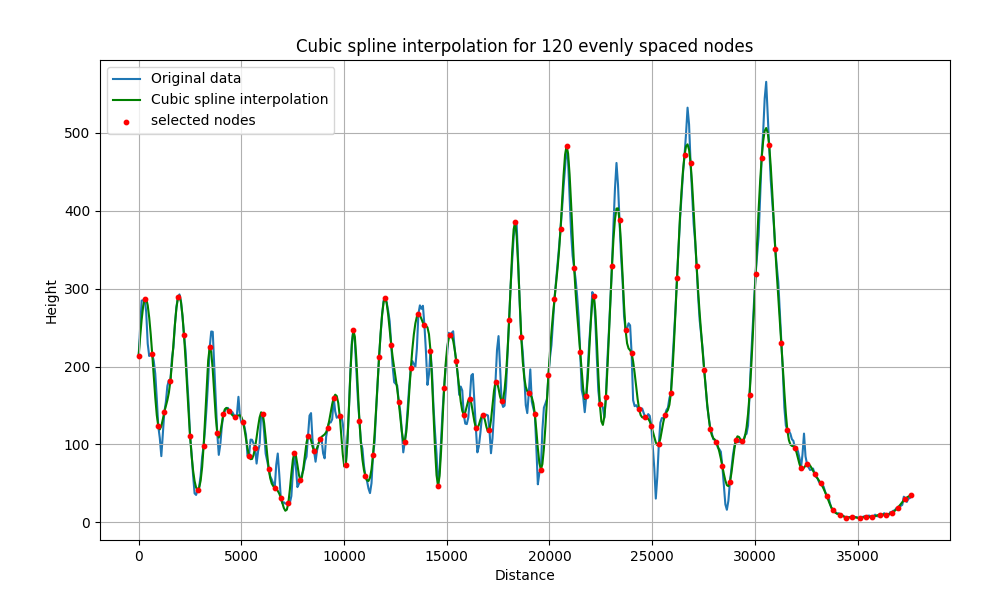 Cubic spline interpolation for 120 evenly spaced nodes
Original data
Cubic spline interpolation
selected nodes
500
400
300
200
100
0
Height
0 5000 10000 15000 20000 25000 30000 35000
Distance